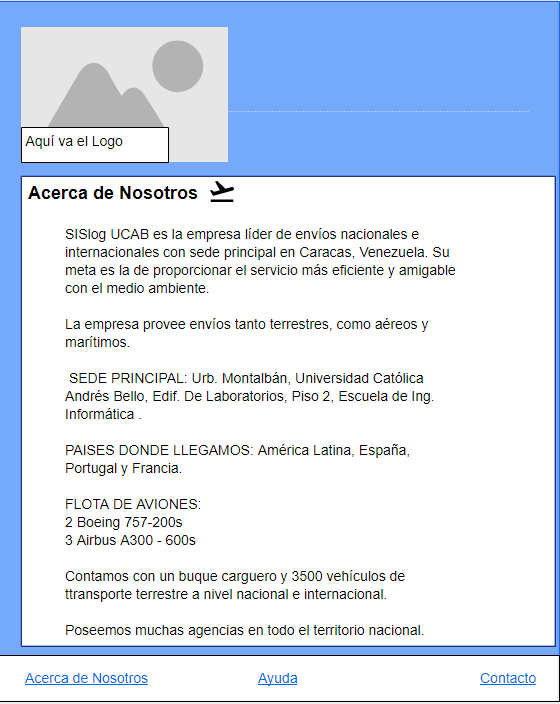 Aquí va el Logo
Acerca de Nosotros
SISlog UCAB es la empresa líder de envíos nacionales e
internacionales con sede principal en Caracas, Venezuela. Su
meta es la de proporcionar el servicio más eficiente y amigable
con el medio ambiente.
La empresa provee envíos tanto terrestres, como aéreos y
marítimos.
SEDE PRINCIPAL: Urb. Montalbán, Universidad Católica
Andrés Bello, Edif. De Laboratorios, Piso 2, Escuela de Ing.
Informática .
PAISES DONDE LLEGAMOS: América Latina, España,
Portugal y Francia.
FLOTA DE AVIONES:
2 Boeing 757-200s
3 Airbus A300 - 600s
Contamos con un buque carguero y 3500 vehículos de
ttransporte terrestre a nivel nacional e internacional.
Poseemos muchas agencias en todo el territorio nacional.
Acerca de Nosotros Ayuda Contacto